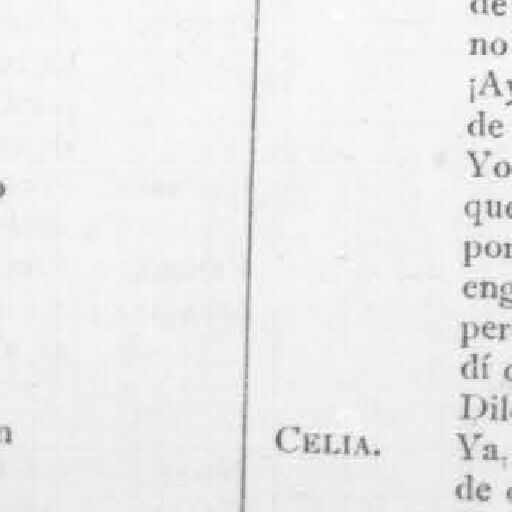 de
no
¡Ay
de
Yo
que
por
eng
per
dí
Dil
CELIA. Ya,
de